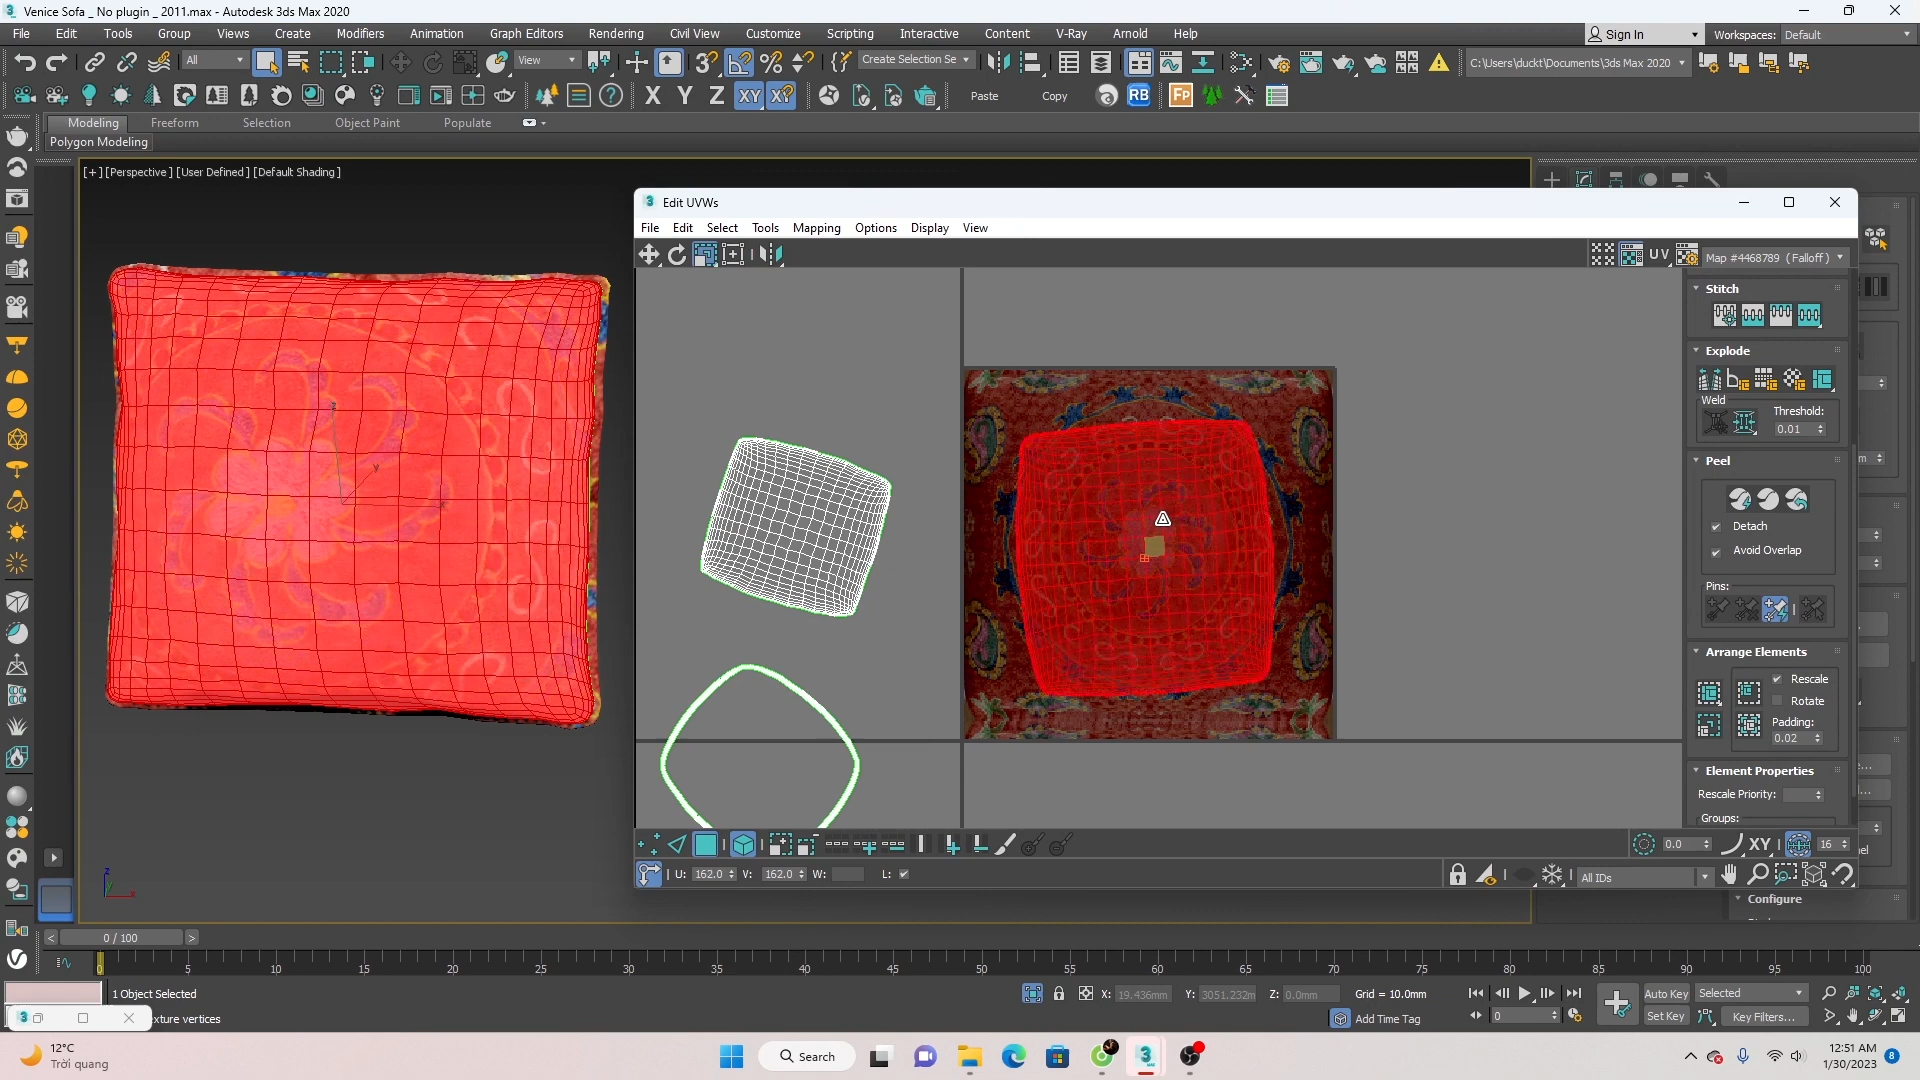 Venice Sofa _ No plugin _ 2011.max - Autodesk 3ds Max 2020
File Edit Tools Group Views Create Modifiers Animation Graph Editors Rendering Civil View Customize Scripting Interactive Content V-Ray Arnold Help
Sign In Workspaces: Default
All View Create Selection Se C:\Users\duckt\Documents\3ds Max 2020
X Y Z XY XY Paste Copy RB FP
Modeling Freeform Selection Object Paint Populate
Polygon Modeling
[+] [Perspective] [User Defined] [Default Shading]
Edit UVWs
File Edit Select Tools Mapping Options Display View
UV Map #4468789 (Falloff)
Stitch
Explode
Weld
Threshold:
0.01
Peel
Detach
Avoid Overlap
Pins:
Arrange Elements
Rescale
Rotate
Padding:
0.02
Element Properties
Rescale Priority:
Groups:
0.0 XY 16
U: 162.0 V: 162.0 W: L: All IDs
Configure
z
y
x
0 / 100
0 5 10 15 20 25 30 35 40 45 50 55 60 65 70 75 80 85 90 95 100
1 Object Selected
exture vertices
X: 19.436mm Y: 3051.232m Z: 0.0mm Grid = 10.0mm
Add Time Tag
0
Auto Key Selected
Set Key Key Filters...
12°C
Trời quang
Search
12:51 AM
1/30/2023
8